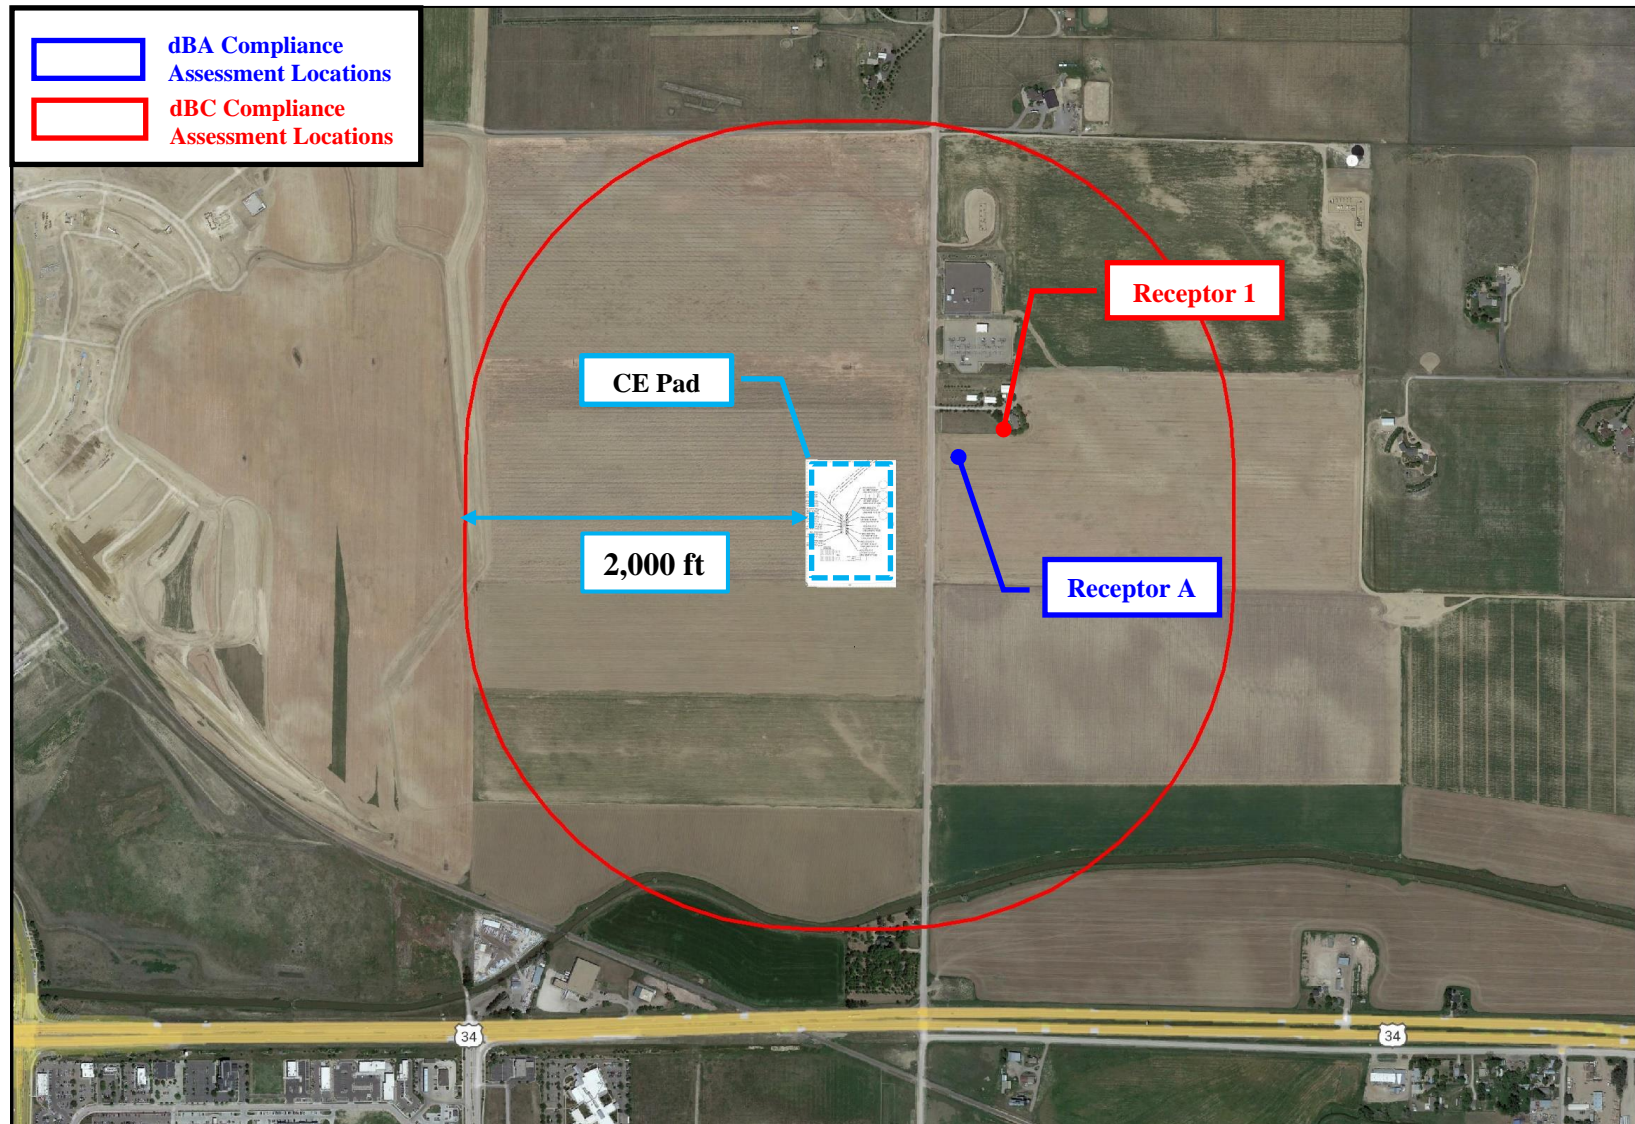 dBA Compliance
Assessment Locations
dBC Compliance
Assessment Locations
Receptor 1
CE Pad
2,000 ft
Receptor A
34
34